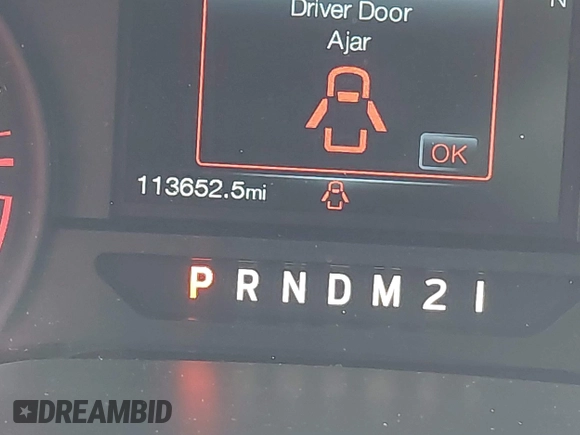 N
Driver Door
Ajar
OK
113652.5mi
P R N D M 2 1
DREAMBID